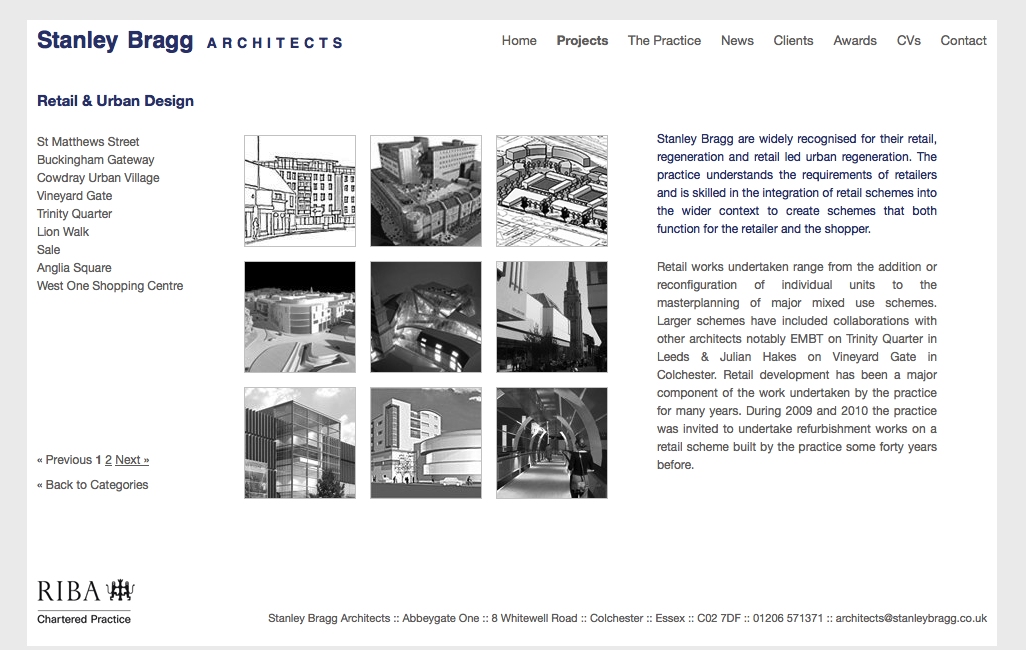 Stanley Bragg ARCHITECTS
Home Projects The Practice News Clients Awards CVs Contact
Retail & Urban Design
St Matthews Street
Buckingham Gateway
Cowdray Urban Village
Vineyard Gate
Trinity Quarter
Lion Walk
Sale
Anglia Square
West One Shopping Centre
« Previous 1 2 Next »
« Back to Categories
Stanley Bragg are widely recognised for their retail,
regeneration and retail led urban regeneration. The
practice understands the requirements of retailers
and is skilled in the integration of retail schemes into
the wider context to create schemes that both
function for the retailer and the shopper.
Retail works undertaken range from the addition or
reconfiguration of individual units to the
masterplanning of major mixed use schemes.
Larger schemes have included collaborations with
other architects notably EMBT on Trinity Quarter in
Leeds & Julian Hakes on Vineyard Gate in
Colchester. Retail development has been a major
component of the work undertaken by the practice
for many years. During 2009 and 2010 the practice
was invited to undertake refurbishment works on a
retail scheme built by the practice some forty years
before.
RIBA
Chartered Practice
Stanley Bragg Architects :: Abbeygate One :: 8 Whitewell Road :: Colchester :: Essex :: C02 7DF :: 01206 571371 :: architects@stanleybragg.co.uk